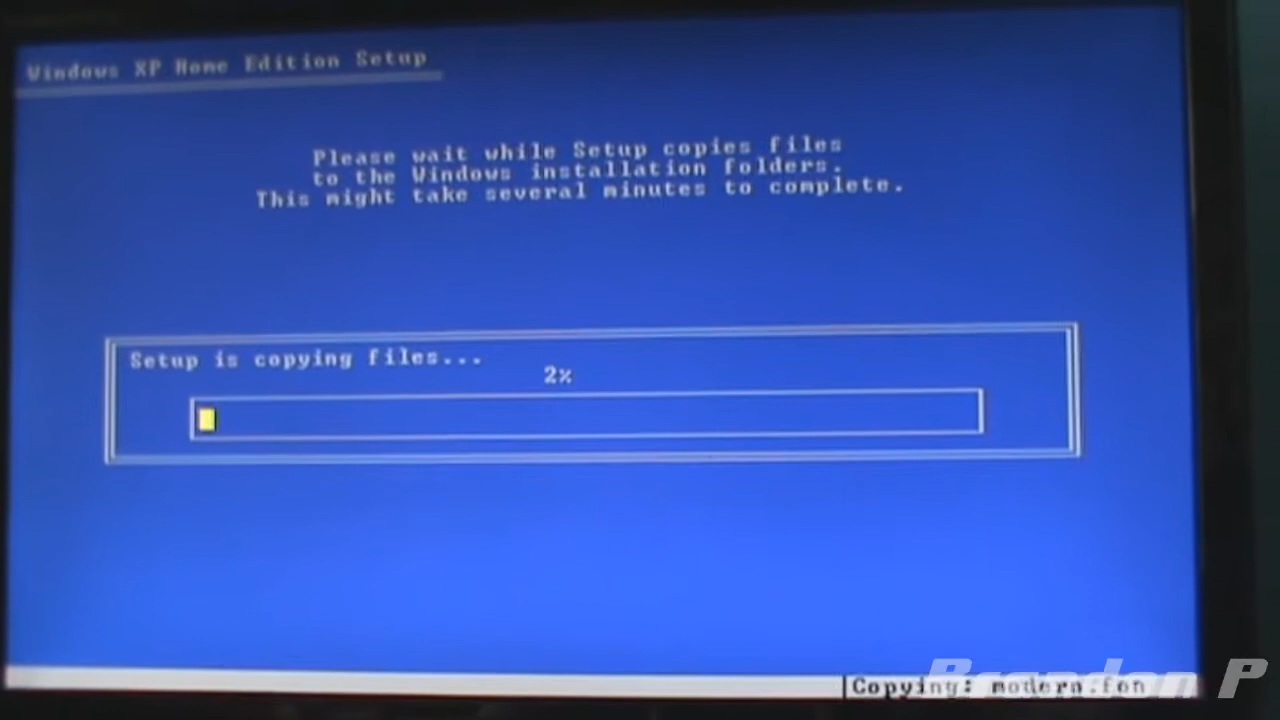 Windows XP Home Edition Setup
Please wait while Setup copies files
to the Windows installation folders.
This might take several minutes to complete.
Setup is copying files...
2%
Copying: modern.fon
Brandon P